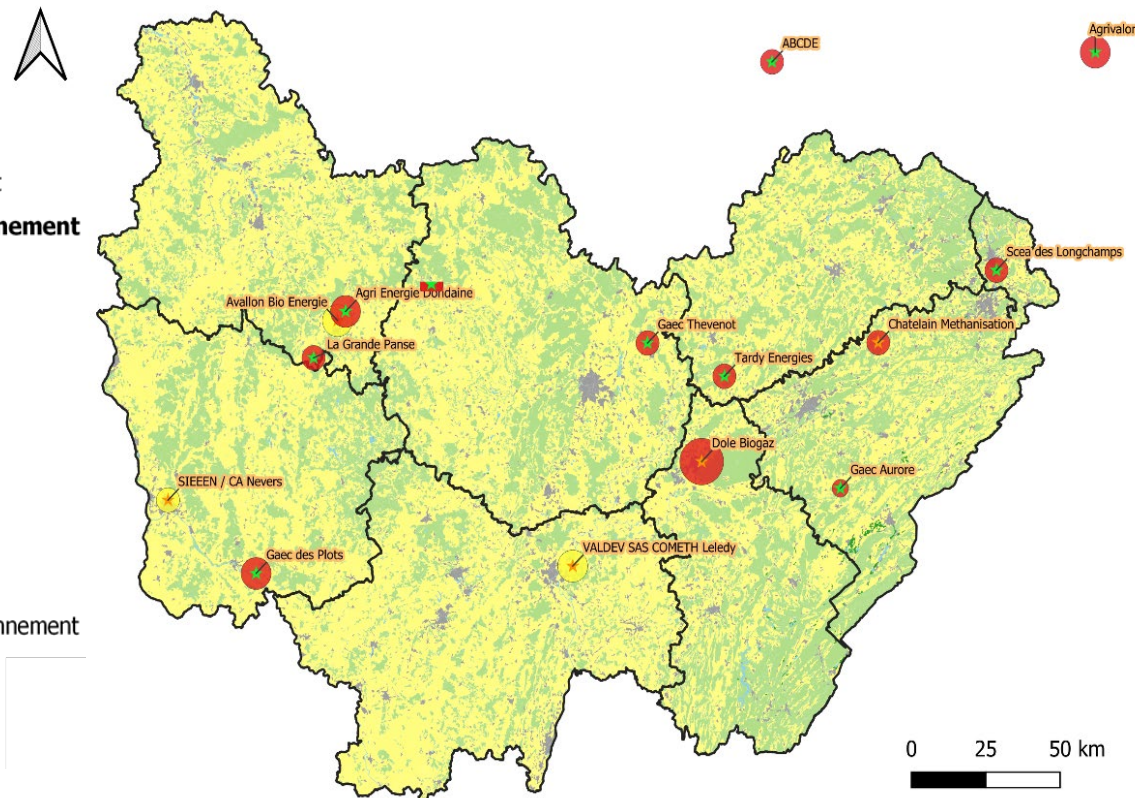 ABCDE
Agrivalor
nement
Scea des Longchamps
Agri Energie Dondaine
Avallon Bio Energie
Gaec Thevenot
Chatelain Methanisation
La Grande Panse
Tardy Energies
Dole Biogaz
Gaec Aurore
SIEEEN / CA Nevers
VALDEV SAS COMETH Leledy
Gaec des Plots
nnement
0 25 50 km